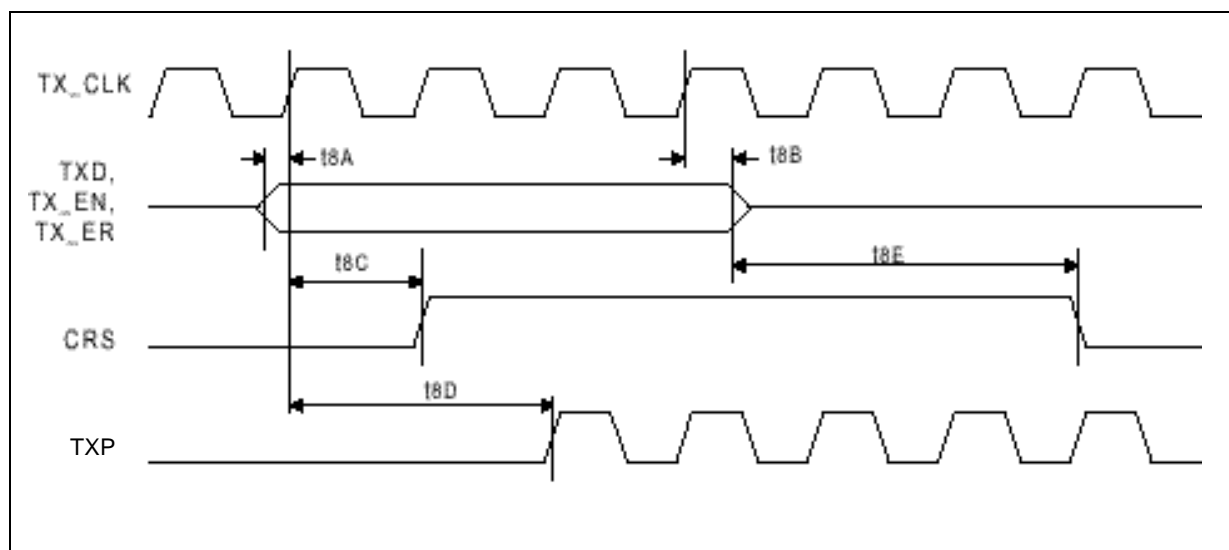 TX_CLK
t8A
t8B
TXD,
TX_EN,
TX_ER
t8C
t8E
CRS
t8D
TXP